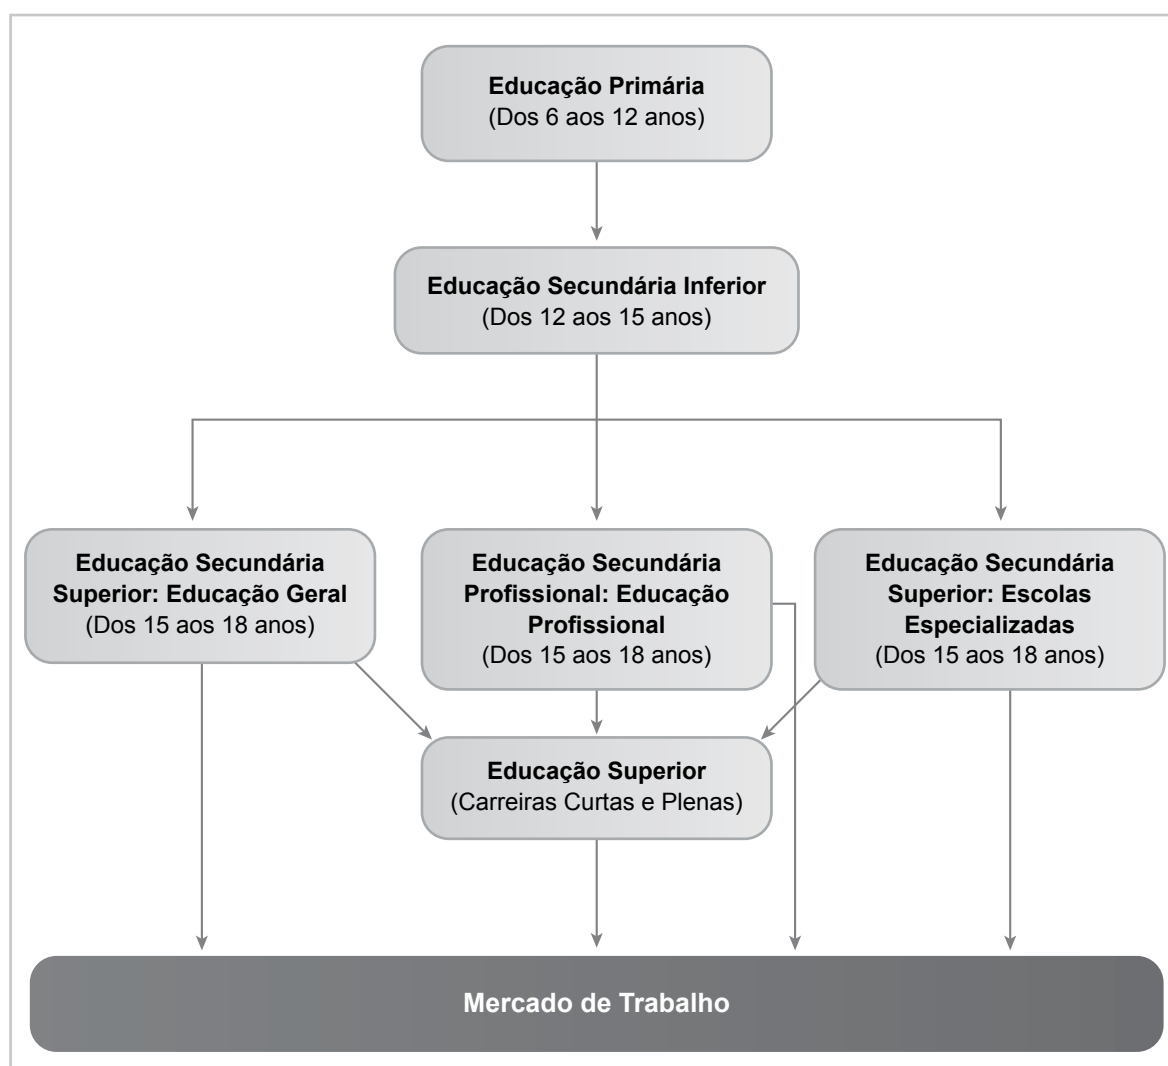 Educação Primária
(Dos 6 aos 12 anos)
Educação Secundária Inferior
(Dos 12 aos 15 anos)
Educação Secundária
Superior: Educação Geral
(Dos 15 aos 18 anos)
Educação Secundária
Profissional: Educação
Profissional
(Dos 15 aos 18 anos)
Educação Secundária
Superior: Escolas
Especializadas
(Dos 15 aos 18 anos)
Educação Superior
(Carreiras Curtas e Plenas)
Mercado de Trabalho